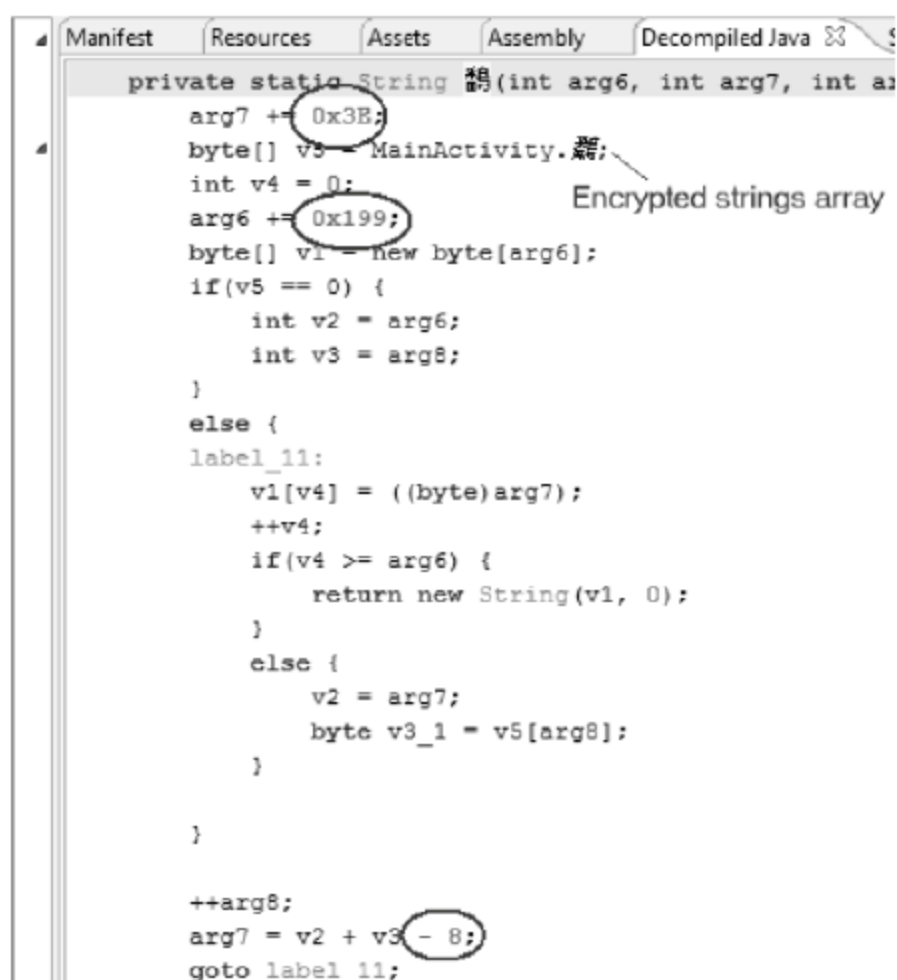 Manifest Resources Assets Assembly Decompiled Java
private static String (int arg6, int arg7, int
arg7 += 0x3E;
byte[] v5 = MainActivity. ;
int v4 = 0;
Encrypted strings array
arg6 += 0x199;
byte[] v1 = new byte[arg6];
if(v5 == 0) {
int v2 = arg6;
int v3 = arg8;
}
else {
label_11:
v1[v4] = ((byte)arg7);
++v4;
if(v4 >= arg6) {
return new String(v1, 0);
}
else {
v2 = arg7;
byte v3_1 = v5[arg8];
}
}
++arg8;
arg7 = v2 + v3 - 8;
goto label_11;